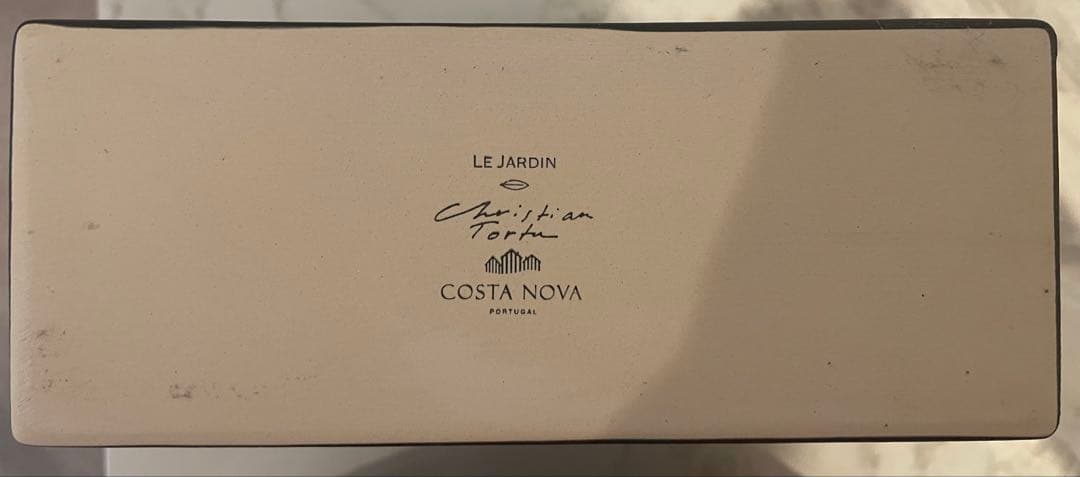 LE JARDIN
Christian
Tortu
COSTA NOVA
PORTUGAL